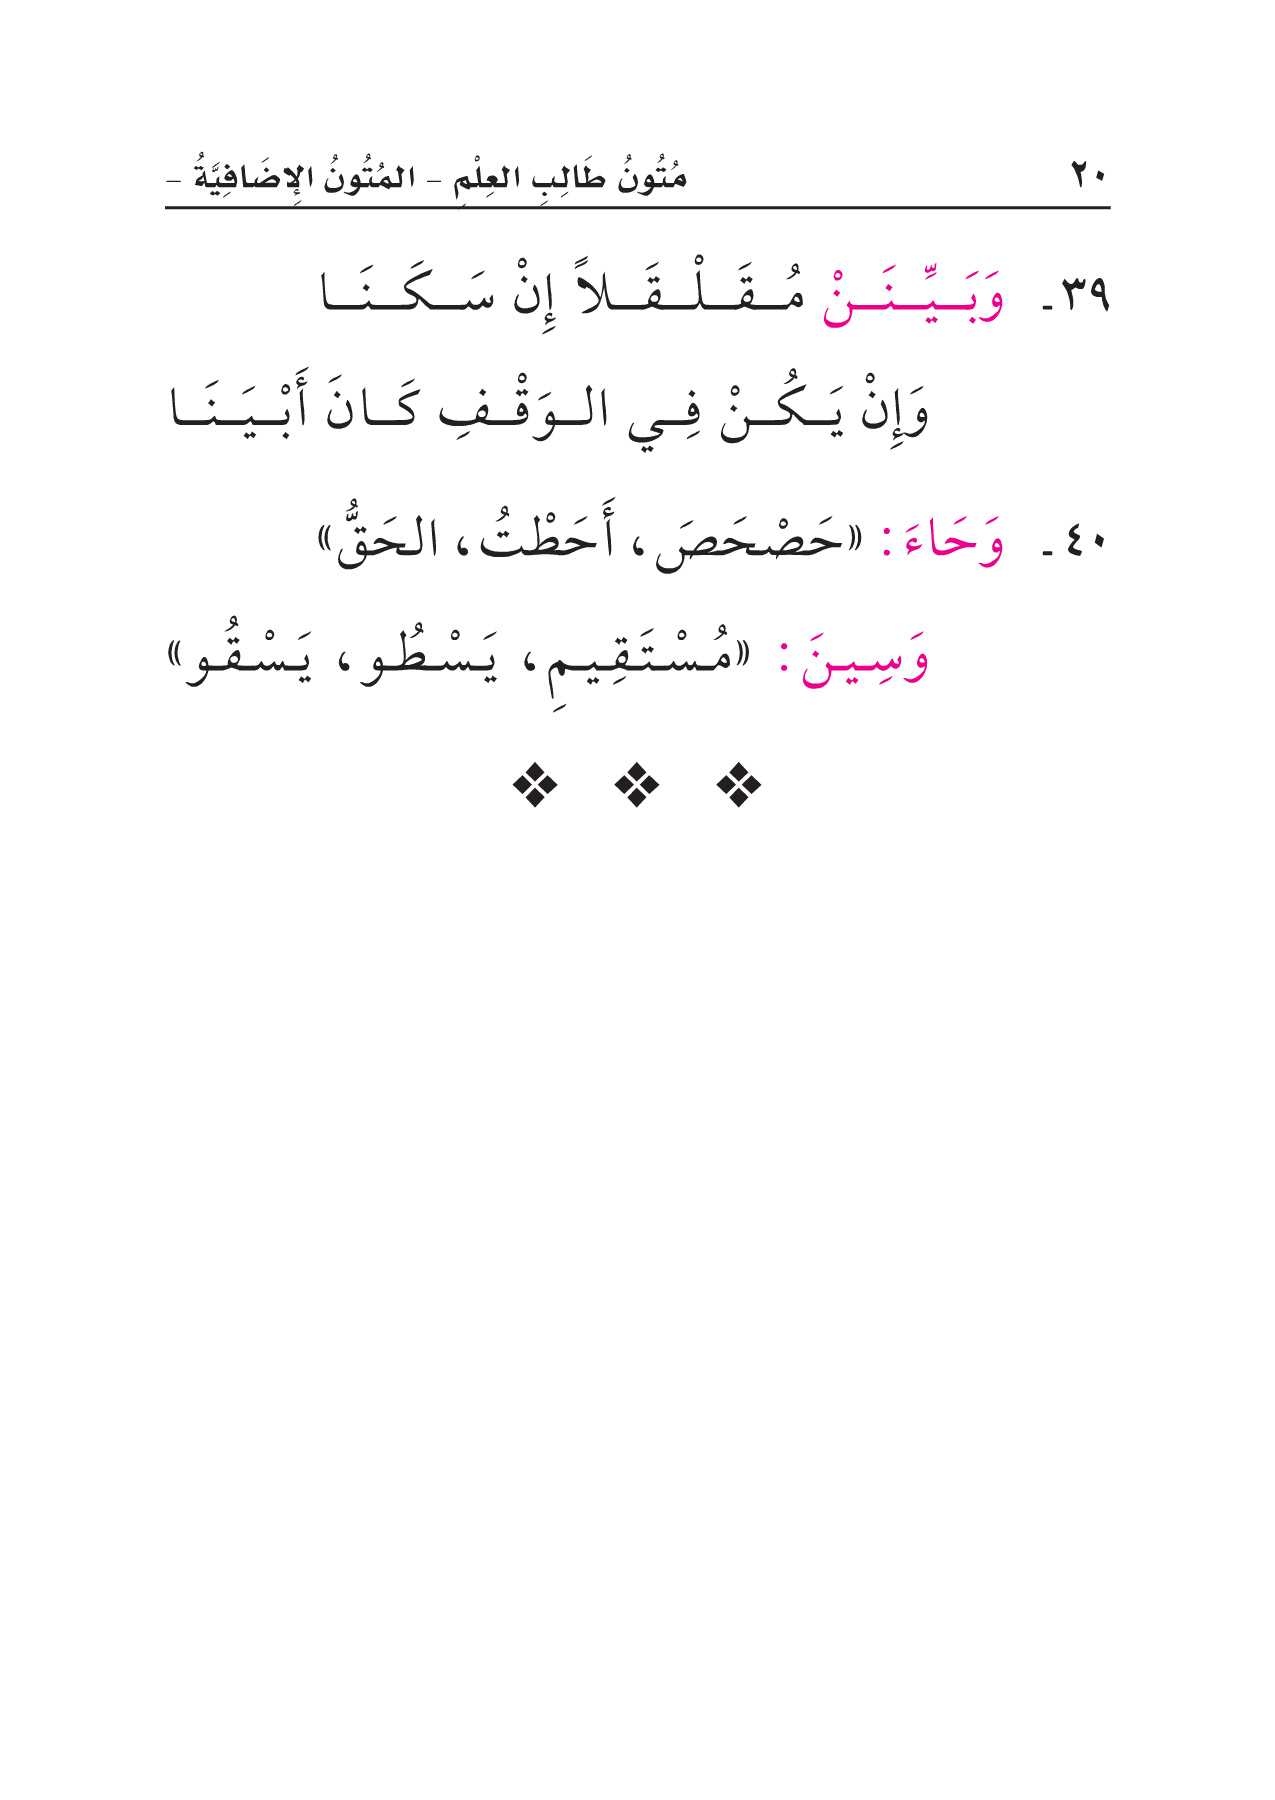 ٢٠ مُتُونُ طَالِبِ العِلْمِ – المُتُونُ الإِضَافِيَّةُ –
٣٩ـ وَبَيِّنَنْ مُقَلْقَلاً إِنْ سَكَنَا
وَإِنْ يَكُنْ فِي الوَقْفِ كَانَ أَبْيَنَا
٤٠ـ وَحَاءَ: «حَصْحَصَ، أَحَطْتُ، الحَقُّ»
وَسِينَ: «مُسْتَقِيمِ، يَسْطُو، يَسْقُو»